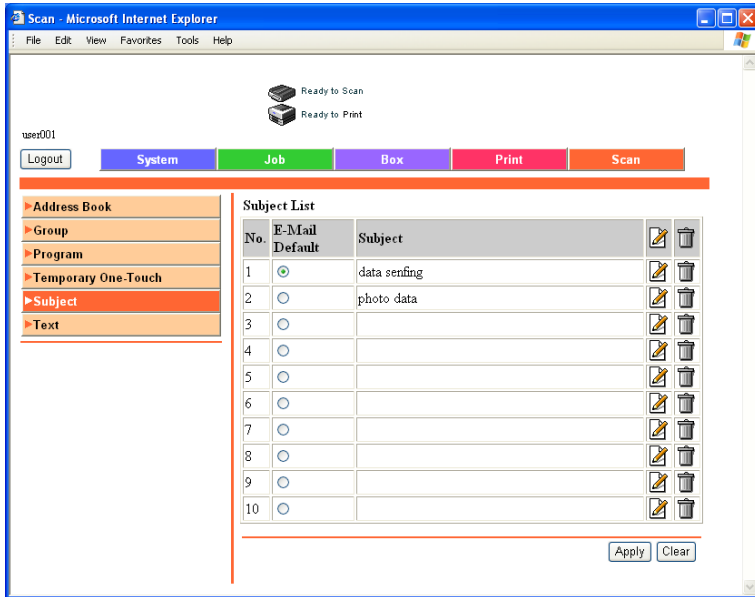 Scan - Microsoft Internet Explorer
File Edit View Favorites Tools Help
Ready to Scan
Ready to Print
user001
Logout System Job Box Print Scan
Address Book
Group
Program
Temporary One-Touch
Subject
Text
Subject List
No. E-Mail Default Subject
1 data senfing
2 photo data
3
4
5
6
7
8
9
10
Apply Clear